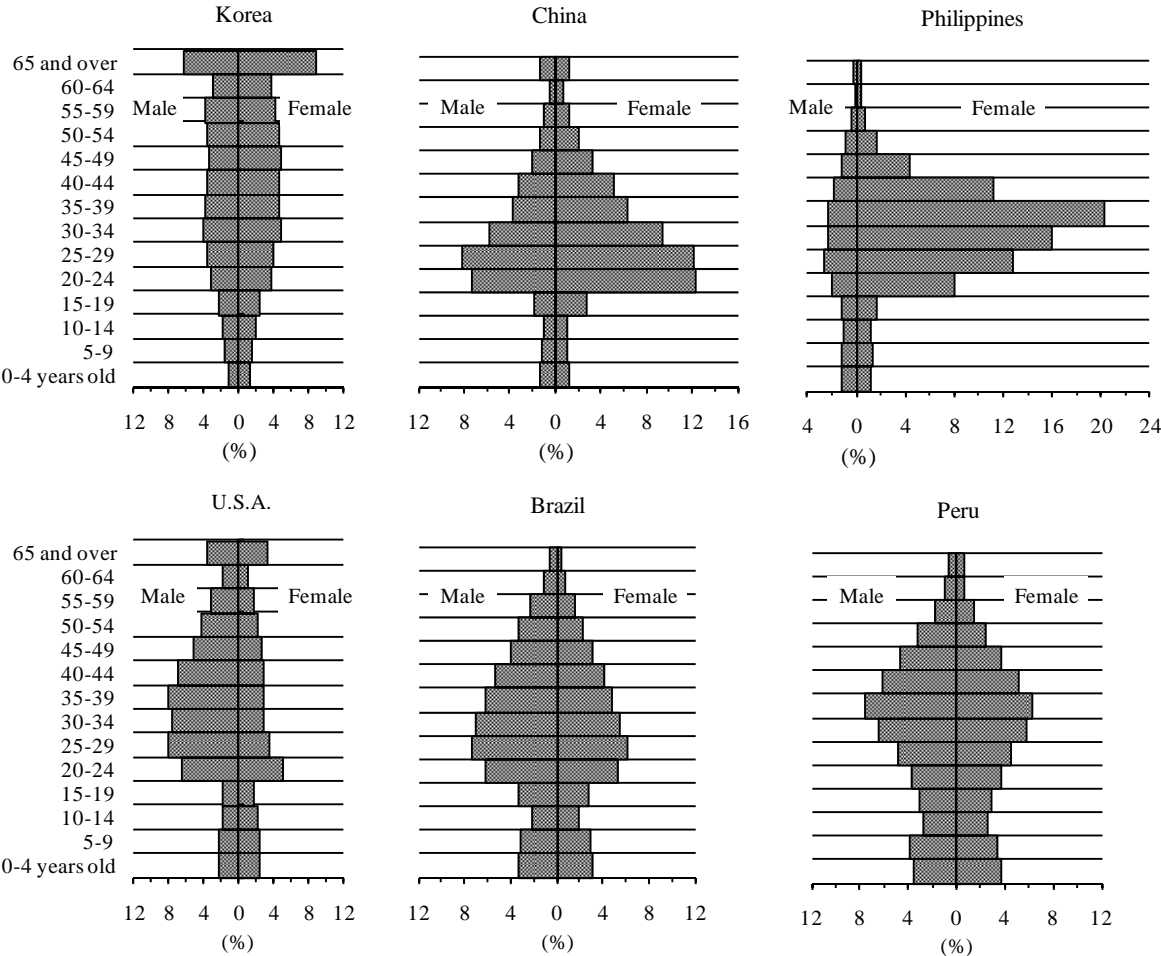 Korea
China
Philippines
65 and over
60-64
55-59
50-54
45-49
40-44
35-39
30-34
25-29
20-24
15-19
10-14
5-9
0-4 years old
Male
Female
Male
Female
Male
Female
12 8 4 0 4 8 12
(%)
12 8 4 0 4 8 12 16
(%)
4 0 4 8 12 16 20 24
(%)
U.S.A.
Brazil
Peru
65 and over
60-64
55-59
50-54
45-49
40-44
35-39
30-34
25-29
20-24
15-19
10-14
5-9
0-4 years old
Male
Female
Male
Female
Male
Female
12 8 4 0 4 8 12
(%)
12 8 4 0 4 8 12
(%)
12 8 4 0 4 8 12
(%)